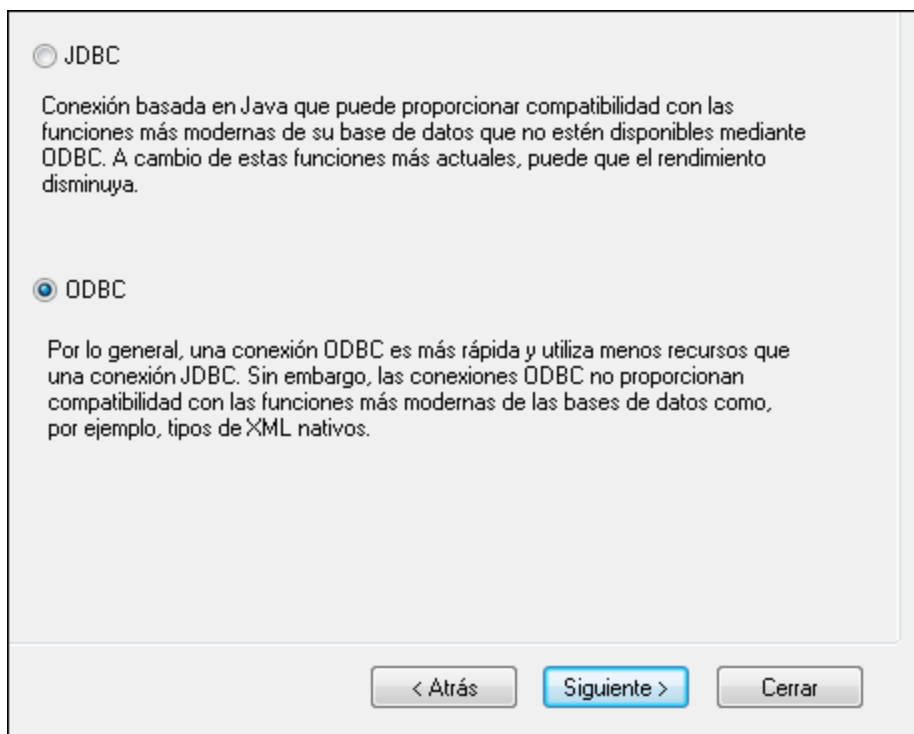 JDBC
Conexión basada en Java que puede proporcionar compatibilidad con las
funciones más modernas de su base de datos que no estén disponibles mediante
ODBC. A cambio de estas funciones más actuales, puede que el rendimiento
disminuya.
ODBC
Por lo general, una conexión ODBC es más rápida y utiliza menos recursos que
una conexión JDBC. Sin embargo, las conexiones ODBC no proporcionan
compatibilidad con las funciones más modernas de las bases de datos como,
por ejemplo, tipos de XML nativos.
< Atrás Siguiente > Cerrar